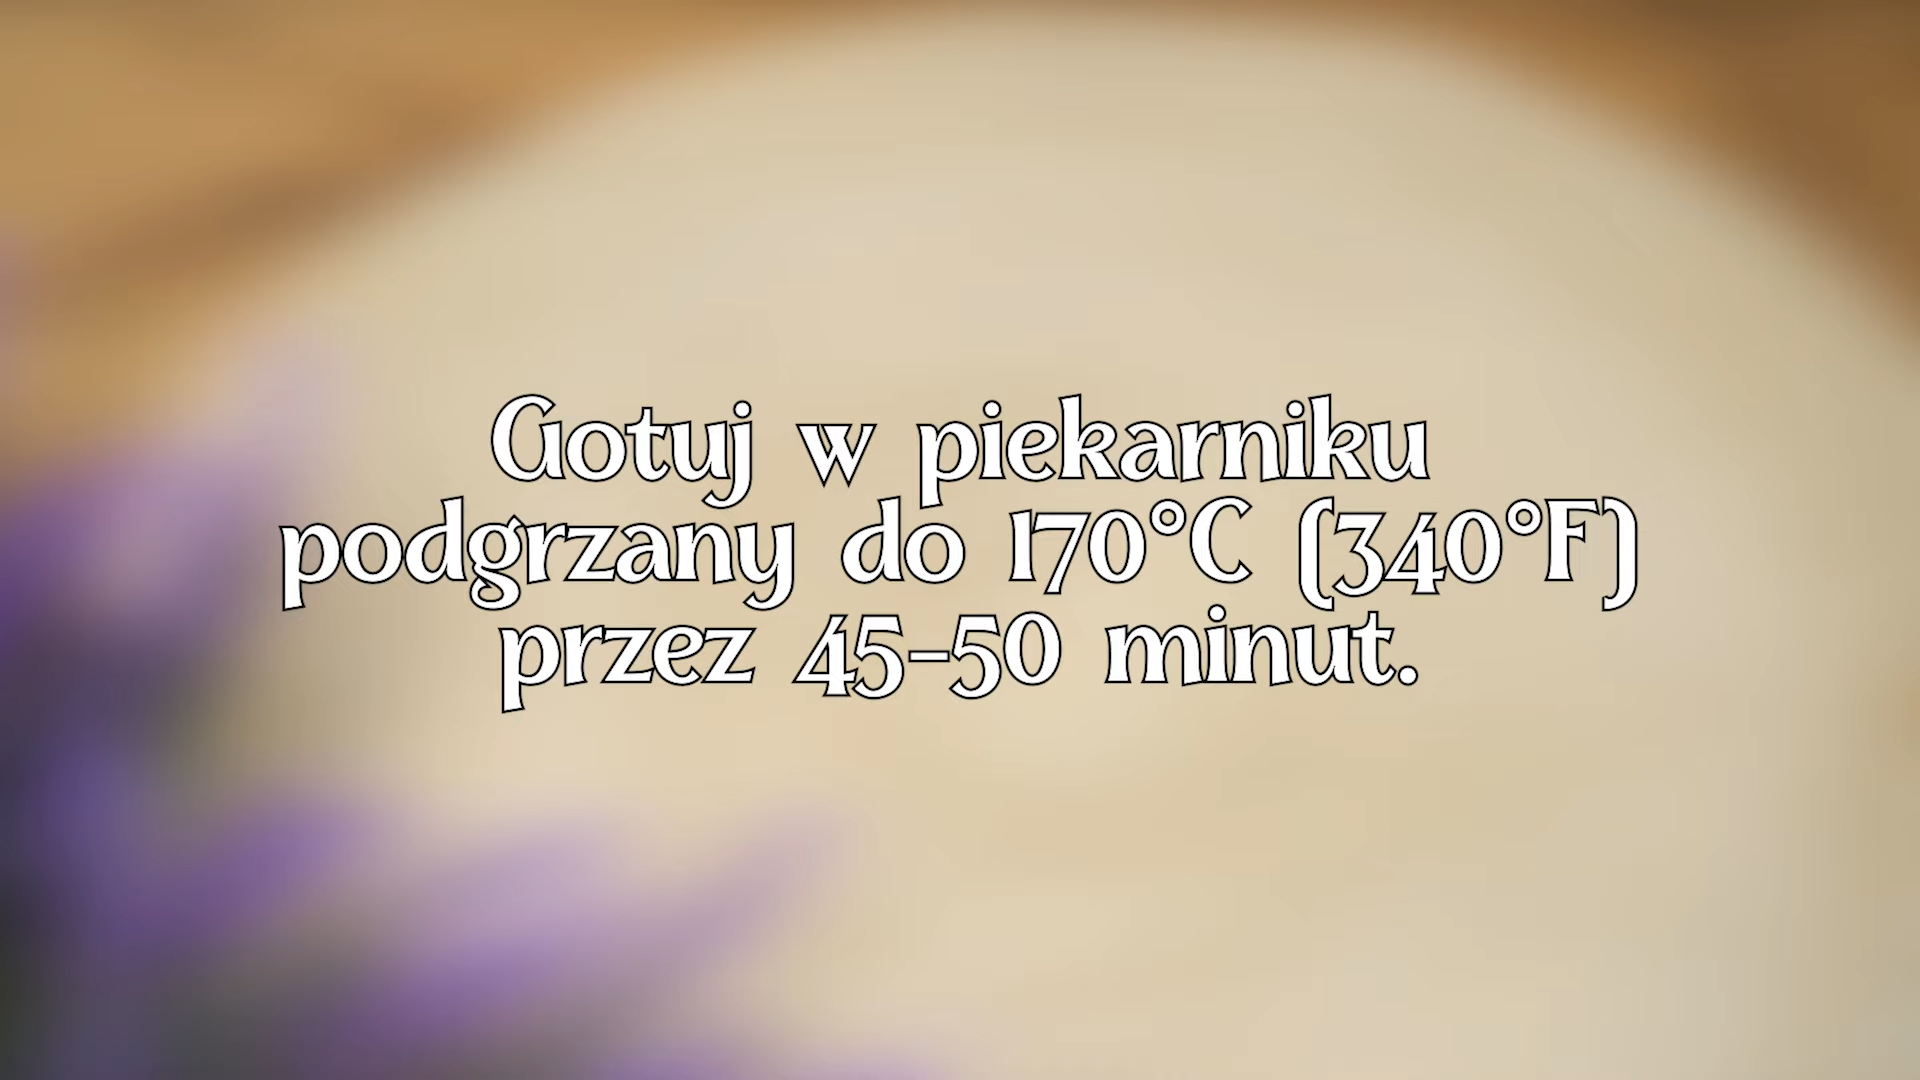 Gotuj w piekarniku
podgrzany do 170°C (340°F)
przez 45-50 minut.